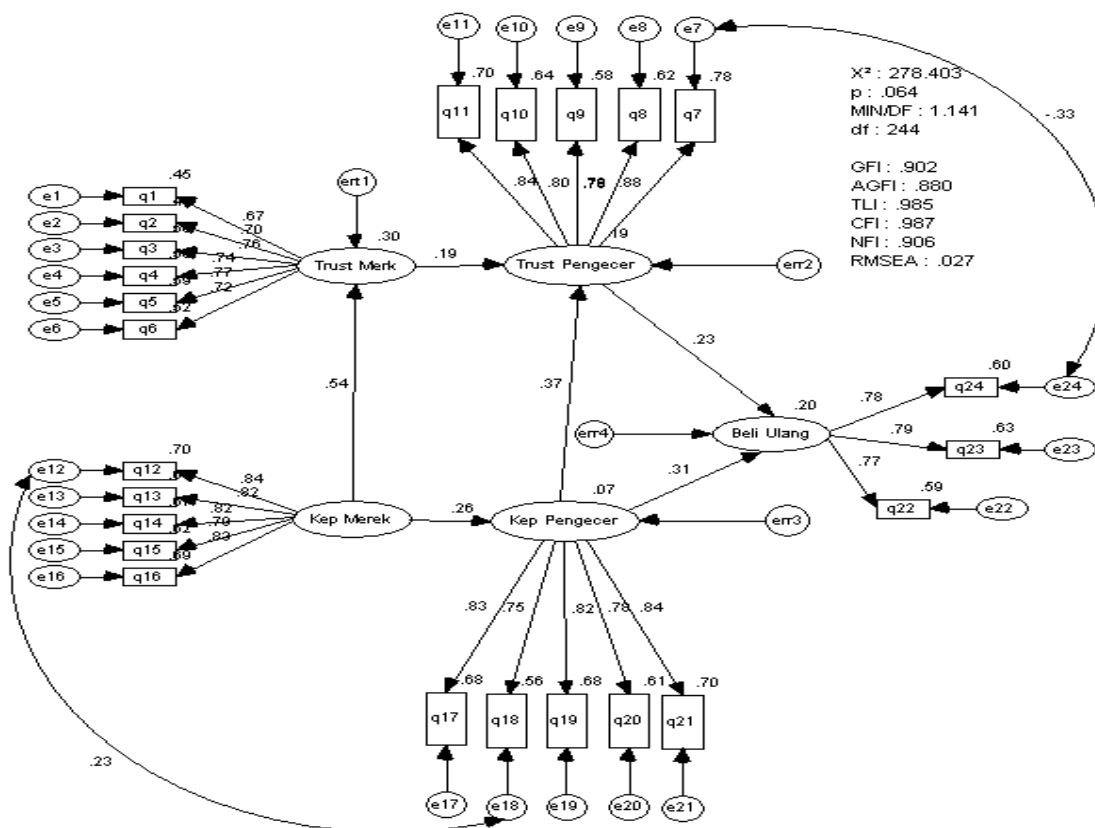 e11 e10 e9 e8 e7
.70 .64 .58 .62 .78
q11 q10 q9 q8 q7
X² : 278.403
p : .064
MIN/DF : 1.141
df : 244
GFI : .902
AGFI : .880
TLI : .985
CFI : .987
NFI : .906
RMSEA : .027
-.33
.84 .80 .88 .19
.45
e1 q1 .67
e2 q2 .70
e3 q3 .76
e4 q4 .74
e5 q5 .77
e6 q6 .72
ert1
.30
Trust Merk
.19
Trust Pengecer
err2
.54
.37
.23
.20
Beli Ulang
err4
.31
.78 .60
q24 e24
.79 .63
q23 e23
.77 .59
q22 e22
.70
e12 q12 .84
e13 q13 .82
e14 q14 .82
e15 q15 .79
e16 q16 .83
Kep Merek
.26
.07
Kep Pengecer
err3
.83 .75 .82 .78 .84
.68 .56 .68 .61 .70
q17 q18 q19 q20 q21
.23
e17 e18 e19 e20 e21